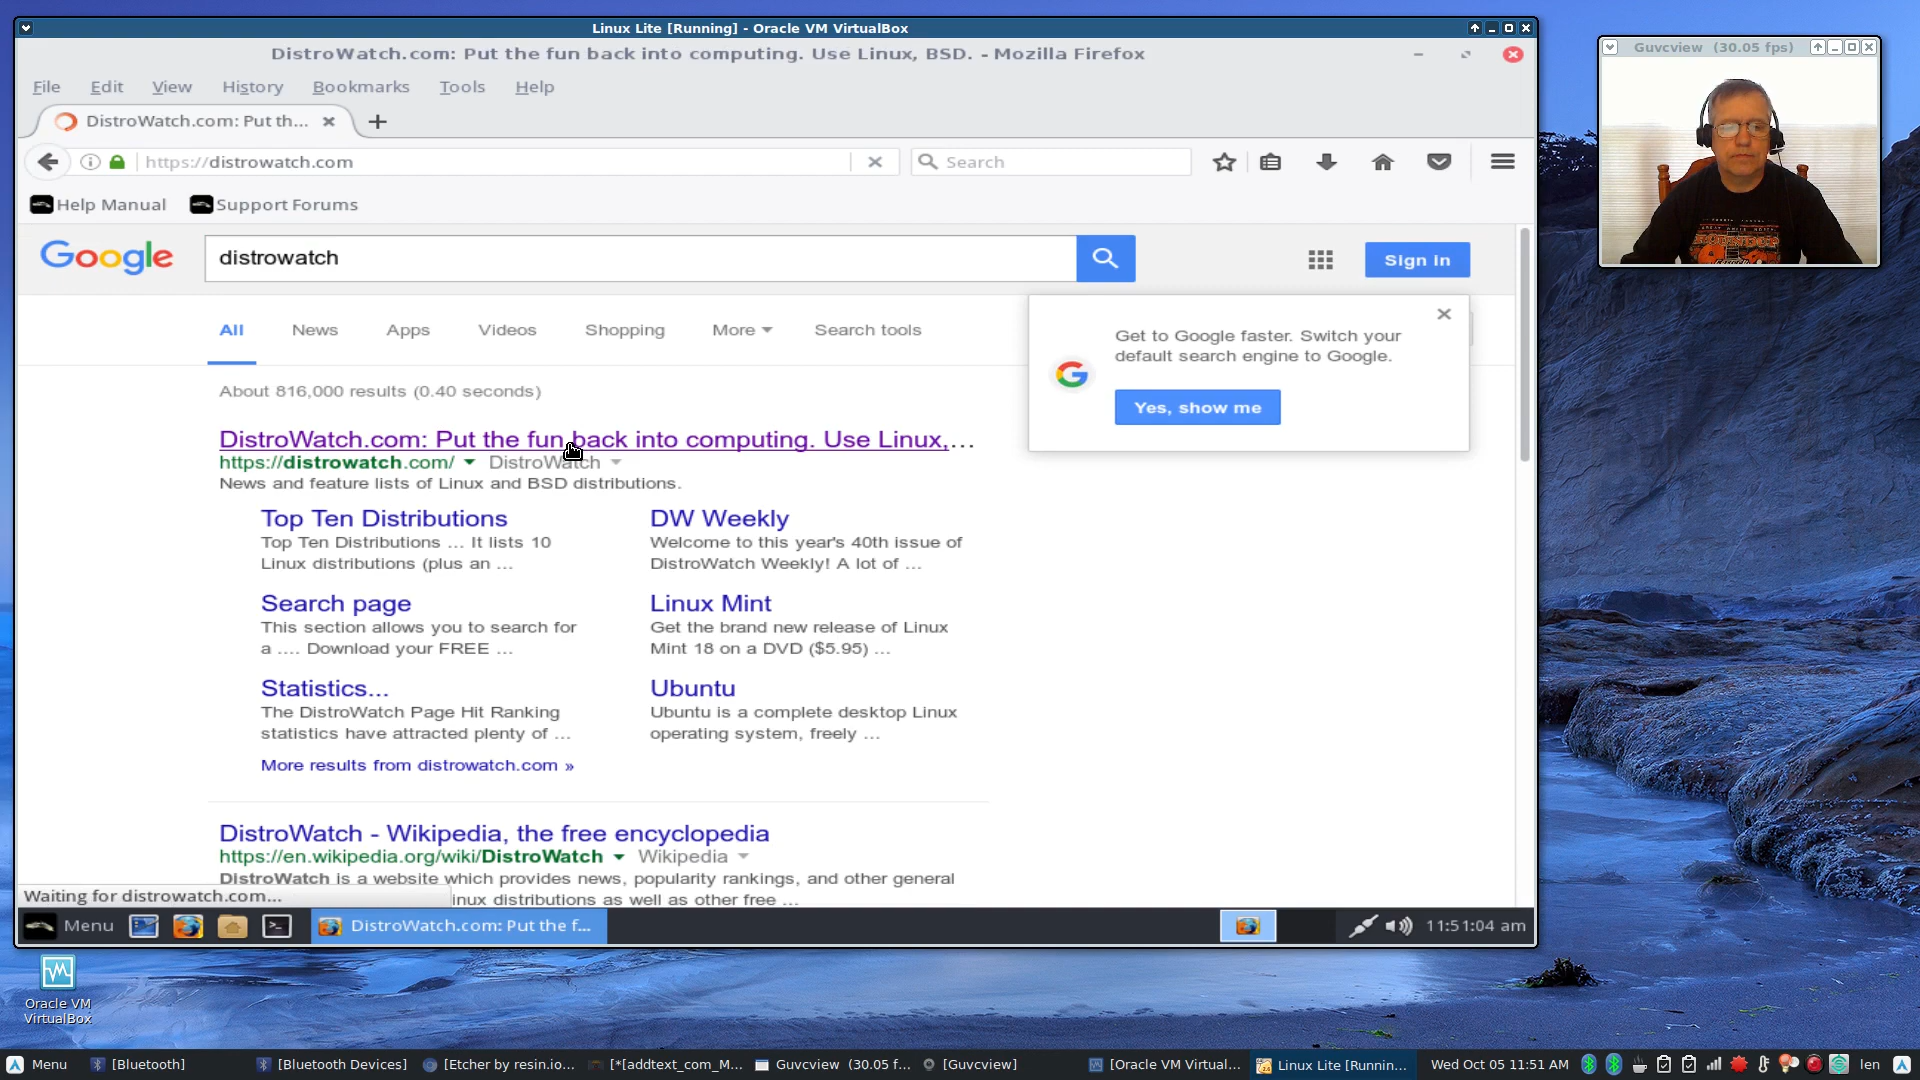 Linux Lite [Running] - Oracle VM VirtualBox
DistroWatch.com: Put the fun back into computing. Use Linux, BSD. - Mozilla Firefox
File Edit View History Bookmarks Tools Help
DistroWatch.com: Put th...
https://distrowatch.com
Search
Help Manual Support Forums
Google
distrowatch
Sign in
All News Apps Videos Shopping More Search tools
Get to Google faster. Switch your
default search engine to Google.
Yes, show me
About 816,000 results (0.40 seconds)
DistroWatch.com: Put the fun back into computing. Use Linux,...
https://distrowatch.com/ DistroWatch
News and feature lists of Linux and BSD distributions.
Top Ten Distributions
Top Ten Distributions ... It lists 10
Linux distributions (plus an ...
DW Weekly
Welcome to this year's 40th issue of
DistroWatch Weekly! A lot of ...
Search page
This section allows you to search for
a .... Download your FREE ...
Linux Mint
Get the brand new release of Linux
Mint 18 on a DVD ($5.95) ...
Statistics...
The DistroWatch Page Hit Ranking
statistics have attracted plenty of ...
Ubuntu
Ubuntu is a complete desktop Linux
operating system, freely ...
More results from distrowatch.com »
DistroWatch - Wikipedia, the free encyclopedia
https://en.wikipedia.org/wiki/DistroWatch Wikipedia
DistroWatch is a website which provides news, popularity rankings, and other general
inux distributions as well as other free ...
Waiting for distrowatch.com...
Menu
DistroWatch.com: Put the f...
11:51:04 am
Guvcview (30.05 fps)
Oracle VM
VirtualBox
Menu [Bluetooth] [Bluetooth Devices] [Etcher by resin.io... [*[addtext_com_M... Guvcview (30.05 f... [Guvcview] [Oracle VM Virtual... Linux Lite [Runnin... Wed Oct 05 11:51 AM len